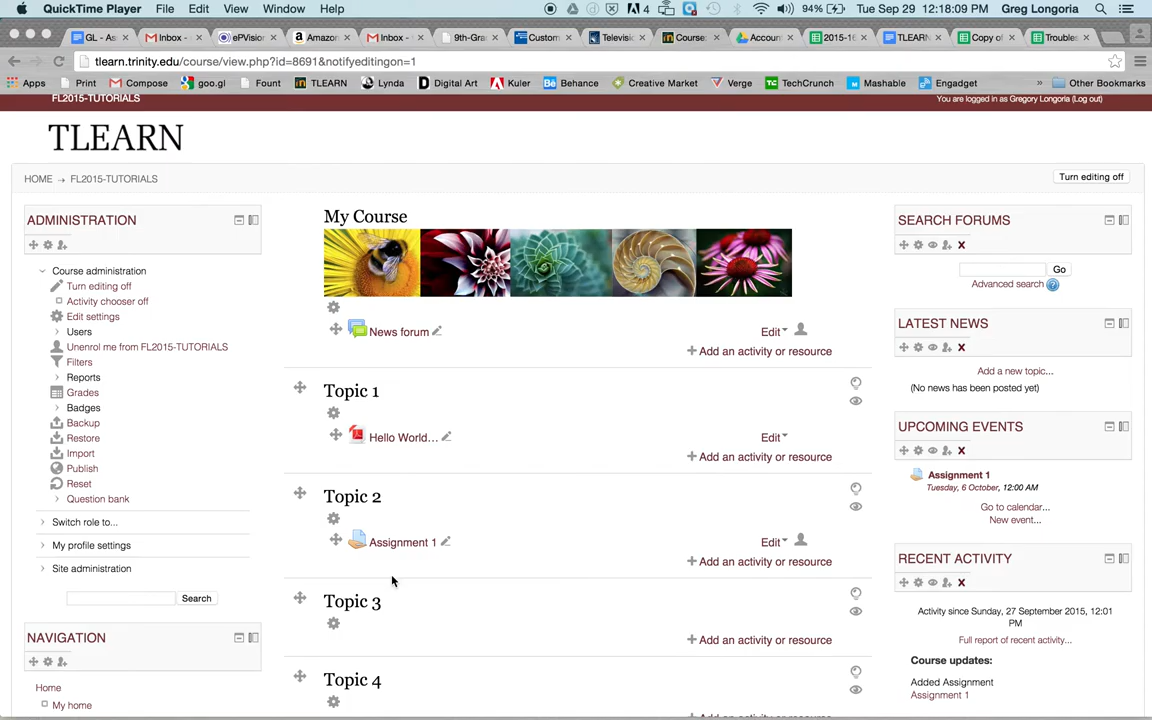 QuickTime Player File Edit View Window Help 4 94% Tue Sep 29 12:18:09 PM Greg Longoria
GL - As Inbox - ePVision Amazon Inbox - 9th-Gra Custom Televisi Course: Accoun 2015-16 TLEARN Copy of Troubles
tlearn.trinity.edu/course/view.php?id=8691&notifyeditingon=1
Apps Print Compose goo.gl Fount TLEARN Lynda Digital Art Kuler Behance Creative Market Verge TechCrunch Mashable Engadget » Other Bookmarks
FL2015-TUTORIALS
You are logged in as Gregory Longoria (Log out)
TLEARN
HOME → FL2015-TUTORIALS
Turn editing off
ADMINISTRATION
Course administration
Turn editing off
Activity chooser off
Edit settings
Users
Unenrol me from FL2015-TUTORIALS
Filters
Reports
Grades
Badges
Backup
Restore
Import
Publish
Reset
Question bank
Switch role to...
My profile settings
Site administration
Search
NAVIGATION
Home
My home
My Course
News forum
Edit
Add an activity or resource
Topic 1
Hello World...
Edit
Add an activity or resource
Topic 2
Assignment 1
Edit
Add an activity or resource
Topic 3
Add an activity or resource
Topic 4
Add an activity or resource
SEARCH FORUMS
Go
Advanced search
LATEST NEWS
Add a new topic...
(No news has been posted yet)
UPCOMING EVENTS
Assignment 1
Tuesday, 6 October, 12:00 AM
Go to calendar...
New event...
RECENT ACTIVITY
Activity since Sunday, 27 September 2015, 12:01
PM
Full report of recent activity...
Course updates:
Added Assignment
Assignment 1